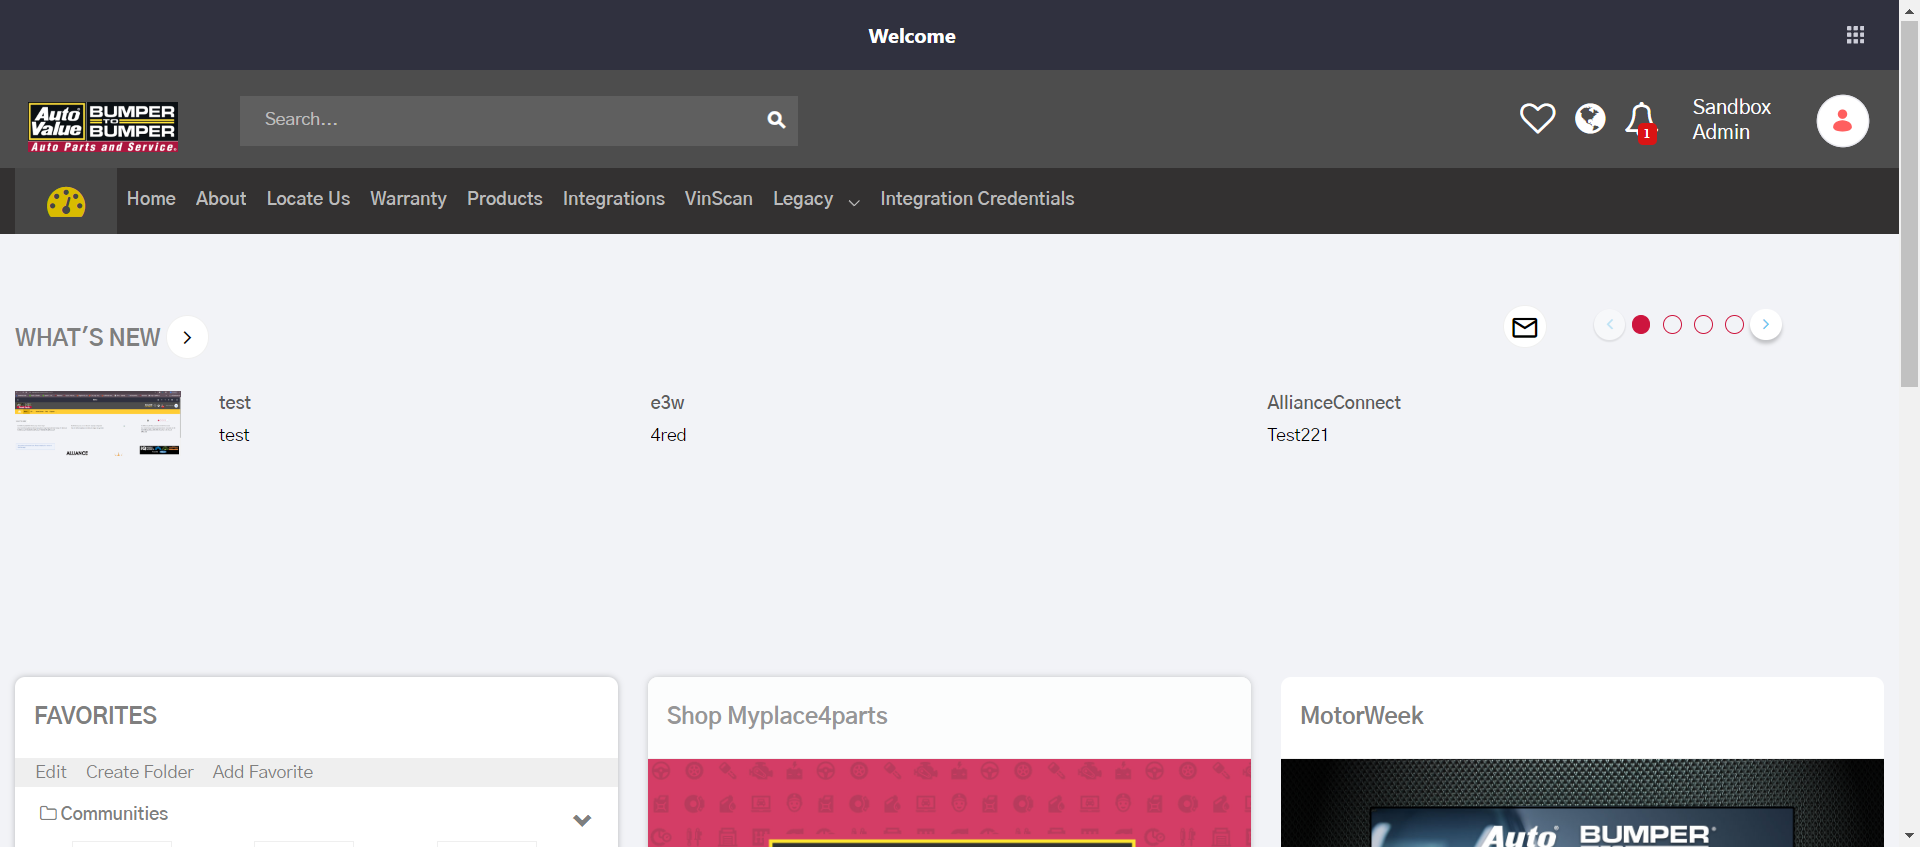 Welcome
Auto Value BUMPER TO BUMPER
Auto Parts and Service.
Search...
1
Sandbox Admin
Home About Locate Us Warranty Products Integrations VinScan Legacy Integration Credentials
WHAT'S NEW
test
test
e3w
4red
AllianceConnect
Test221
ALLIANCE
FAVORITES
Edit Create Folder Add Favorite
Communities
Shop Myplace4parts
MotorWeek
Auto BUMPER